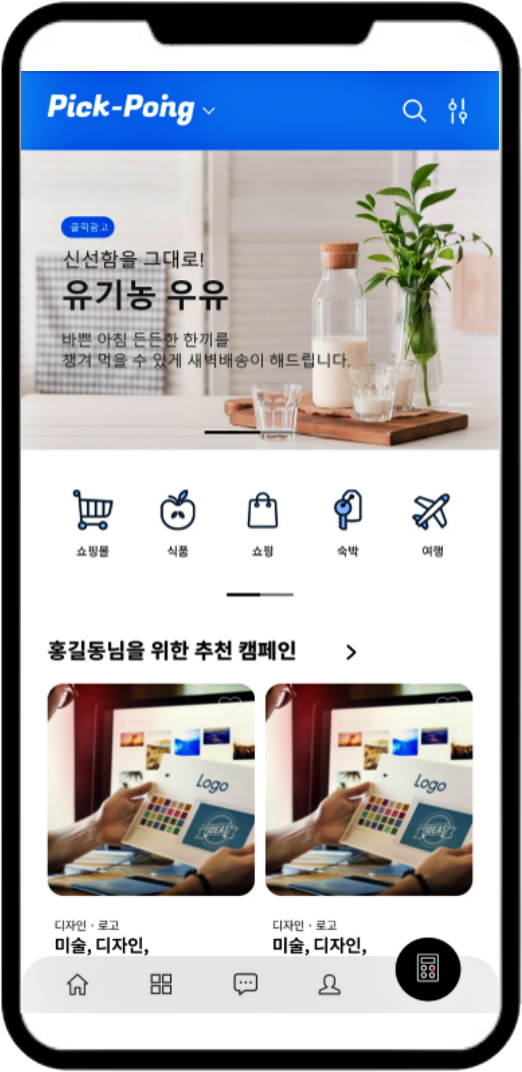 Pick-Pong
클릭광고
신선함을 그대로!
유기농 우유
바쁜 아침 든든한 한끼를
챙겨 먹을 수 있게 새벽배송이 해드립니다.
쇼핑몰 식품 쇼핑 숙박 여행
홍길동님을 위한 추천 캠페인
Logo Logo
IDEAS IDEAS
디자인 · 로고 디자인 · 로고
미술, 디자인, 미술, 디자인,